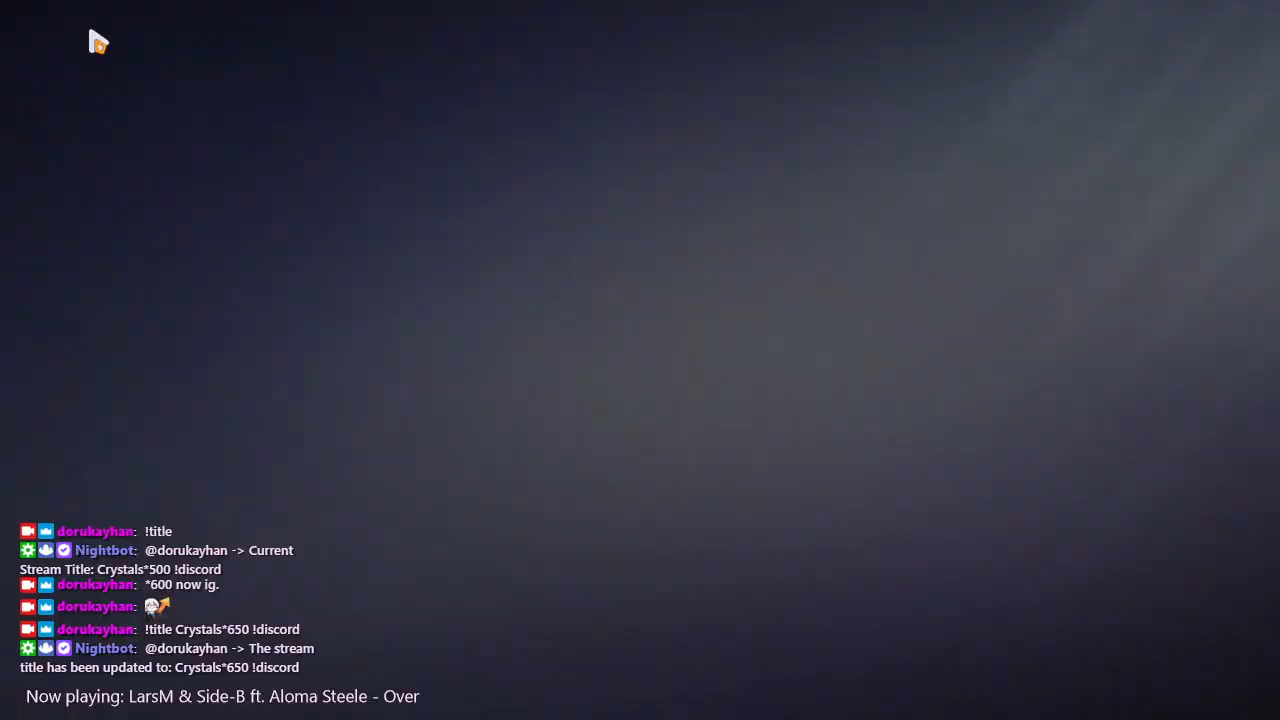 dorukayhan: !title
Nightbot: @dorukayhan -> Current
Stream Title: Crystals*500 !discord
dorukayhan: *600 now ig.
dorukayhan:
dorukayhan: !title Crystals*650 !discord
Nightbot: @dorukayhan -> The stream
title has been updated to: Crystals*650 !discord
Now playing: LarsM & Side-B ft. Aloma Steele - Over